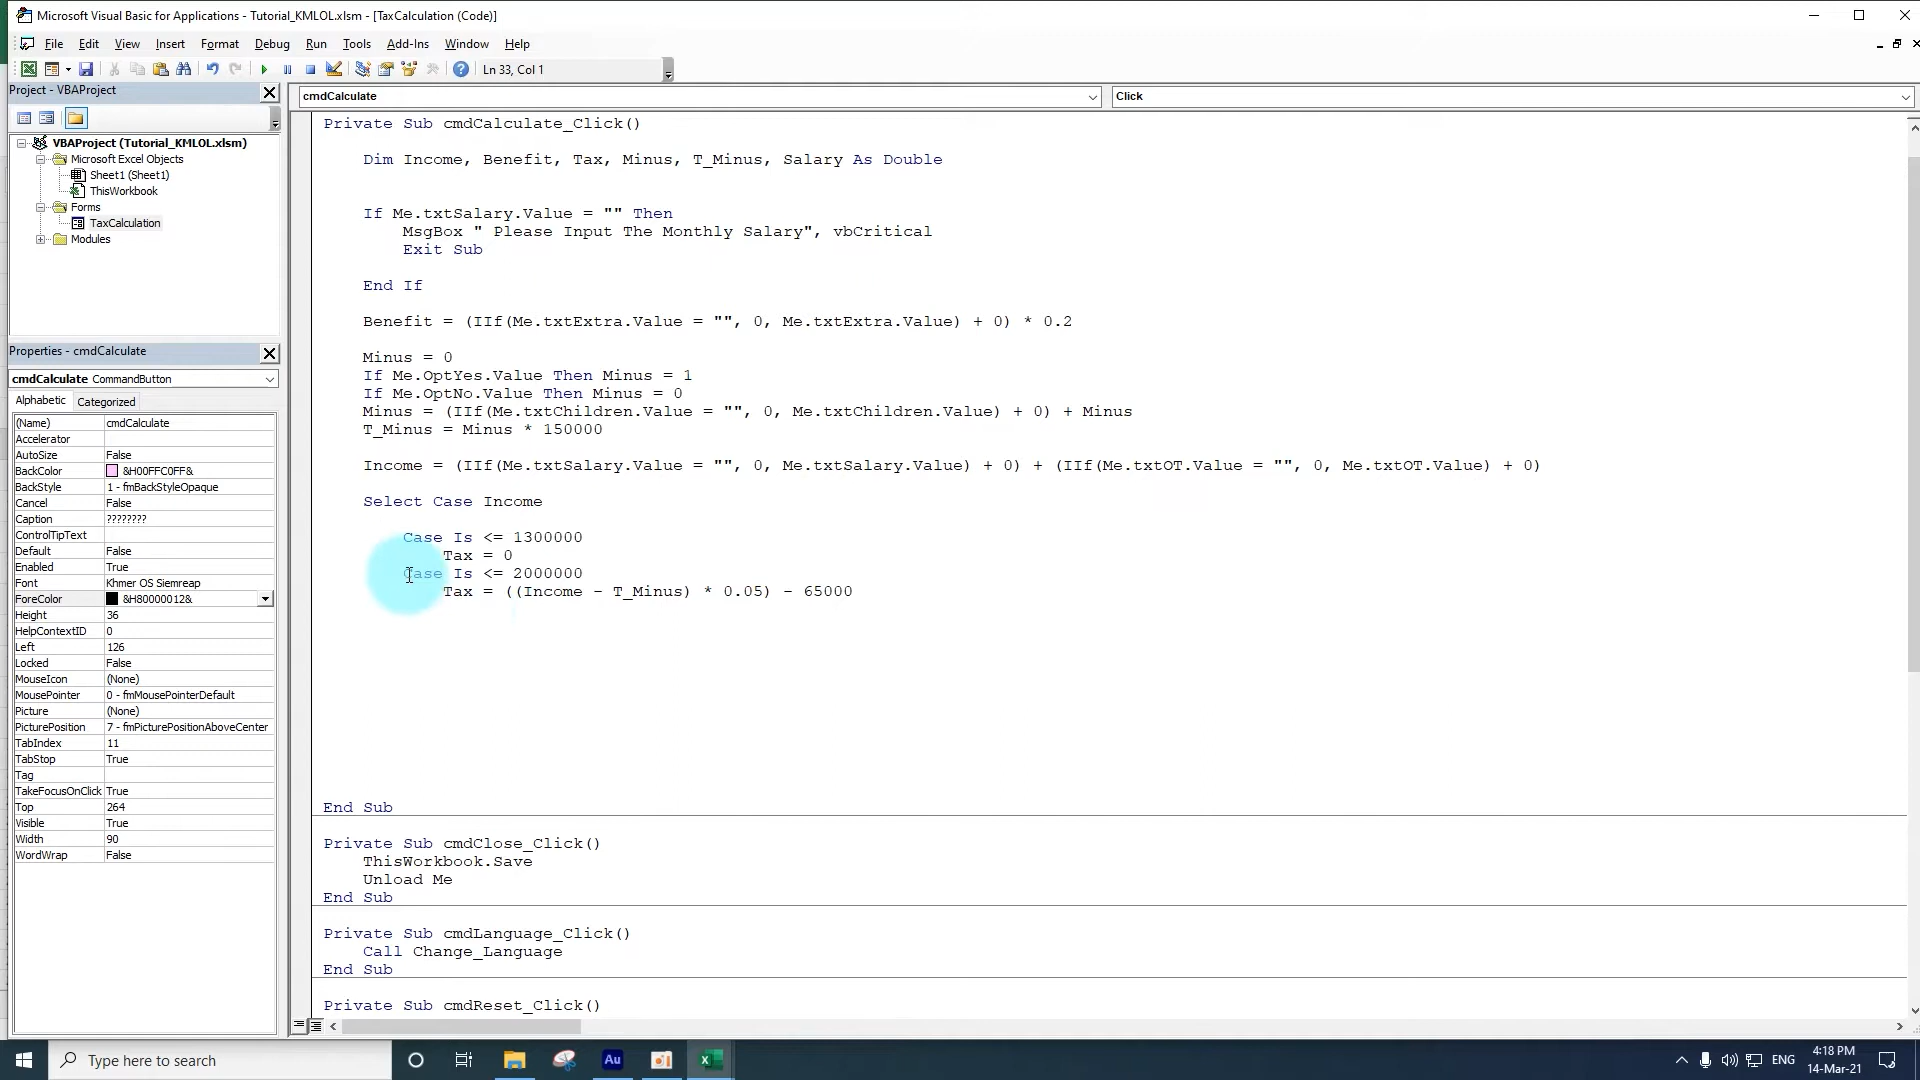 Microsoft Visual Basic for Applications - Tutorial_KMLOL.xlsm - [TaxCalculation (Code)]
File Edit View Insert Format Debug Run Tools Add-Ins Window Help
Ln 33, Col 1
Project - VBAProject
VBAProject (Tutorial_KMLOL.xlsm)
Microsoft Excel Objects
Sheet1 (Sheet1)
ThisWorkbook
Forms
TaxCalculation
Modules
Properties - cmdCalculate
cmdCalculate CommandButton
Alphabetic Categorized
(Name) cmdCalculate
Accelerator
AutoSize False
BackColor &H00FFC0FF&
BackStyle 1 - fmBackStyleOpaque
Cancel False
Caption ????????
ControlTipText
Default False
Enabled True
Font Khmer OS Siemreap
ForeColor &H80000012&
Height 36
HelpContextID 0
Left 126
Locked False
MouseIcon (None)
MousePointer 0 - fmMousePointerDefault
Picture (None)
PicturePosition 7 - fmPicturePositionAboveCenter
TabIndex 11
TabStop True
Tag
TakeFocusOnClick True
Top 264
Visible True
Width 90
WordWrap False
cmdCalculate Click
Private Sub cmdCalculate_Click()
Dim Income, Benefit, Tax, Minus, T_Minus, Salary As Double
If Me.txtSalary.Value = "" Then
MsgBox " Please Input The Monthly Salary", vbCritical
Exit Sub
End If
Benefit = (IIf(Me.txtExtra.Value = "", 0, Me.txtExtra.Value) + 0) * 0.2
Minus = 0
If Me.OptYes.Value Then Minus = 1
If Me.OptNo.Value Then Minus = 0
Minus = (IIf(Me.txtChildren.Value = "", 0, Me.txtChildren.Value) + 0) + Minus
T_Minus = Minus * 150000
Income = (IIf(Me.txtSalary.Value = "", 0, Me.txtSalary.Value) + 0) + (IIf(Me.txtOT.Value = "", 0, Me.txtOT.Value) + 0)
Select Case Income
Case Is <= 1300000
Tax = 0
Case Is <= 2000000
Tax = ((Income - T_Minus) * 0.05) - 65000
End Sub
Private Sub cmdClose_Click()
ThisWorkbook.Save
Unload Me
End Sub
Private Sub cmdLanguage_Click()
Call Change_Language
End Sub
Private Sub cmdReset_Click()
Type here to search
Au
ENG
4:18 PM
14-Mar-21